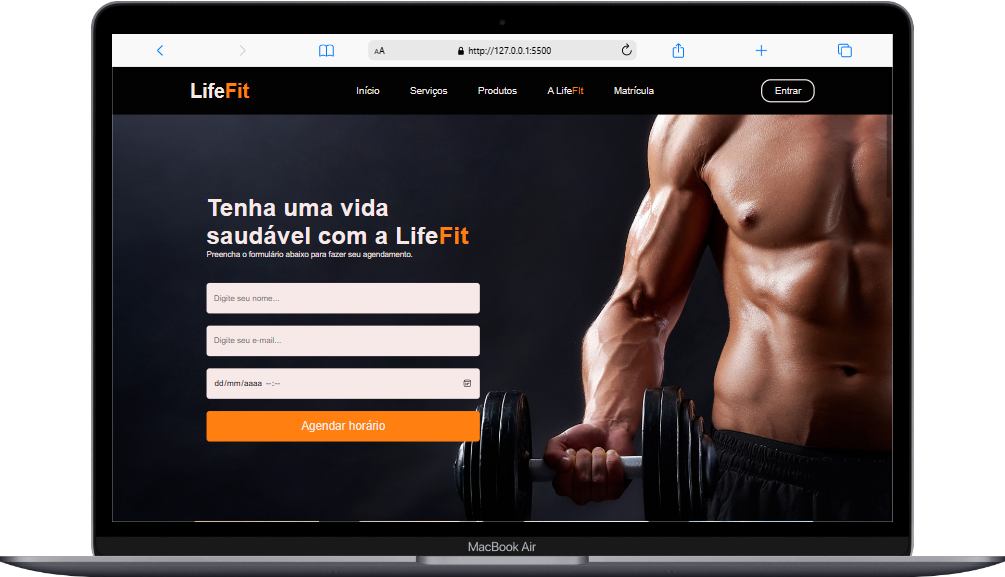 AA http://127.0.0.1:5500
LifeFit
Início Serviços Produtos A LifeFIt Matrícula Entrar
Tenha uma vida
saudável com a LifeFit
Preencha o formulário abaixo para fazer seu agendamento.
Digite seu nome...
Digite seu e-mail...
dd/mm/aaaa --:--
Agendar horário
MacBook Air